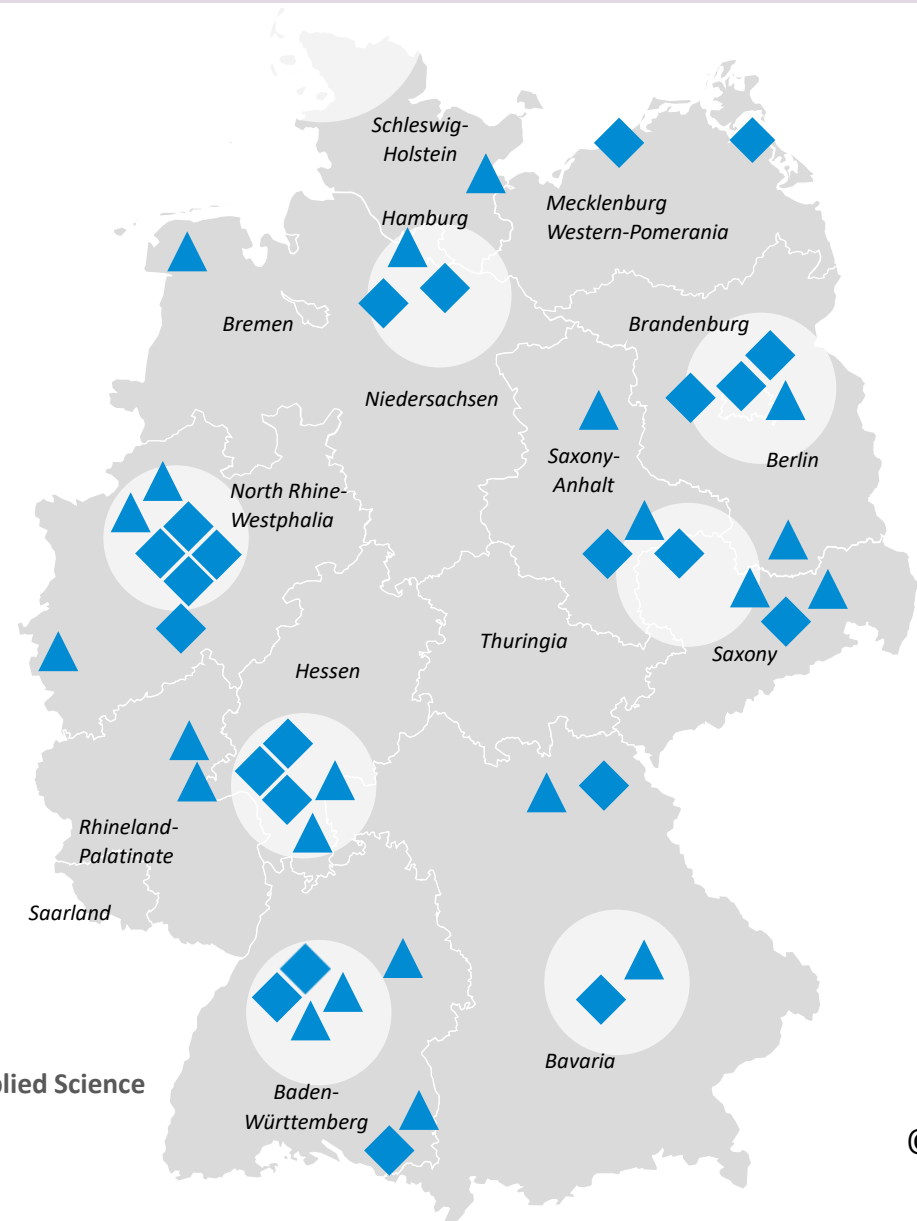 Schleswig-
Holstein
Mecklenburg
Western-Pomerania
Hamburg
Bremen
Brandenburg
Niedersachsen
Saxony-
Anhalt
Berlin
North Rhine-
Westphalia
Thuringia
Saxony
Hessen
Rhineland-
Palatinate
Saarland
Bavaria
plied Science
Baden-
Württemberg
©